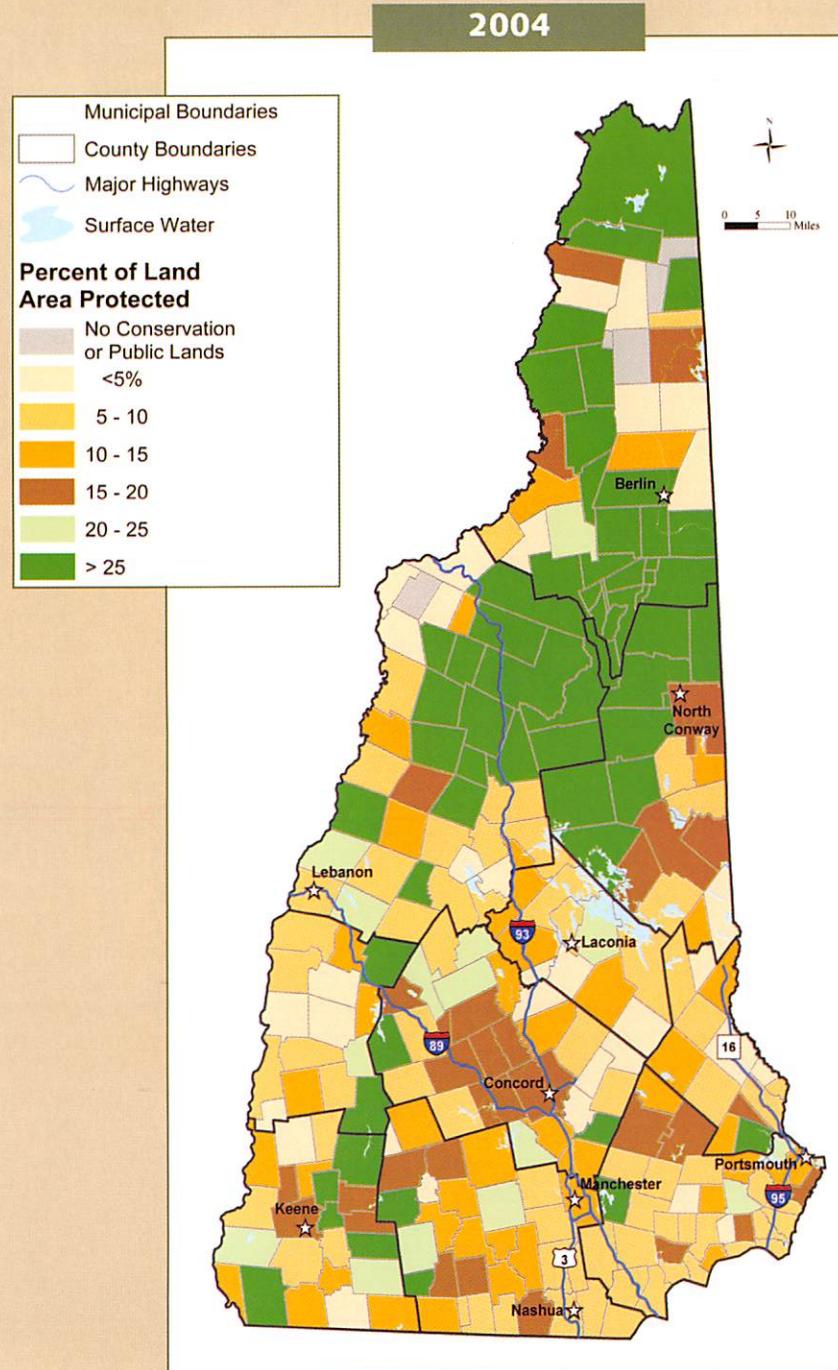 2004
Municipal Boundaries
County Boundaries
Major Highways
Surface Water
Percent of Land
Area Protected
No Conservation
or Public Lands
<5%
5 - 10
10 - 15
15 - 20
20 - 25
> 25
N
0 5 10
Miles
Berlin
North
Conway
Lebanon
93
Laconia
89
16
Concord
Portsmouth
Manchester
95
Keene
3
Nashua